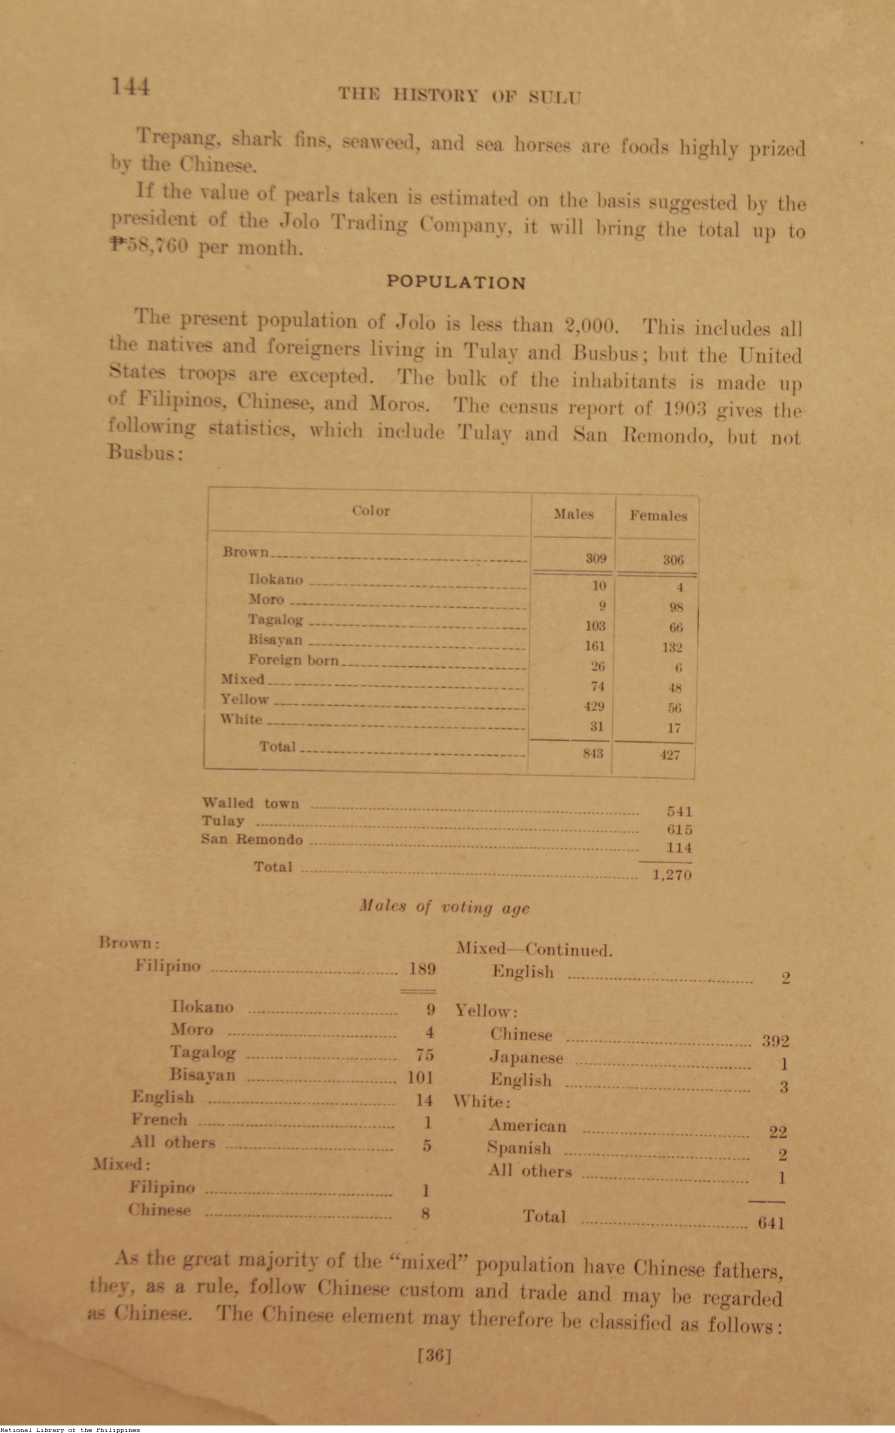 144
THE HISTORY OF SULU
Trepang, shark fins, seaweed, and sea horses are foods highly prized
by the Chinese.
If the value of pearls taken is estimated on the basis suggested by the
president of the Jolo Trading Company, it will bring the total up to
₱58,760 per month.
POPULATION
The present population of Jolo is less than 2,000. This includes all
the natives and foreigners living in Tulay and Busbus; but the United
States troops are excepted. The bulk of the inhabitants is made up
of Filipinos, Chinese, and Moros. The census report of 1903 gives the
following statistics, which include Tulay and San Remondo, but not
Busbus:
Color Males Females
Brown 309 306
Ilokano 10 4
Moro 9 98
Tagalog 103 66
Bisayan 161 132
Foreign born 26 6
Mixed 74 48
Yellow 429 56
White 31 17
Total 843 427
Walled town 541
Tulay 615
San Remondo 114
Total 1,270
Males of voting age
Brown:
Filipino 189
Ilokano 9
Moro 4
Tagalog 75
Bisayan 101
English 14
French 1
All others 5
Mixed:
Filipino 1
Chinese 8
Mixed—Continued.
English 2
Yellow:
Chinese 392
Japanese 1
English 3
White:
American 22
Spanish 2
All others 1
Total 641
As the great majority of the “mixed” population have Chinese fathers,
they, as a rule, follow Chinese custom and trade and may be regarded
as Chinese. The Chinese element may therefore be classified as follows:
[36]
National Library of the Philippines